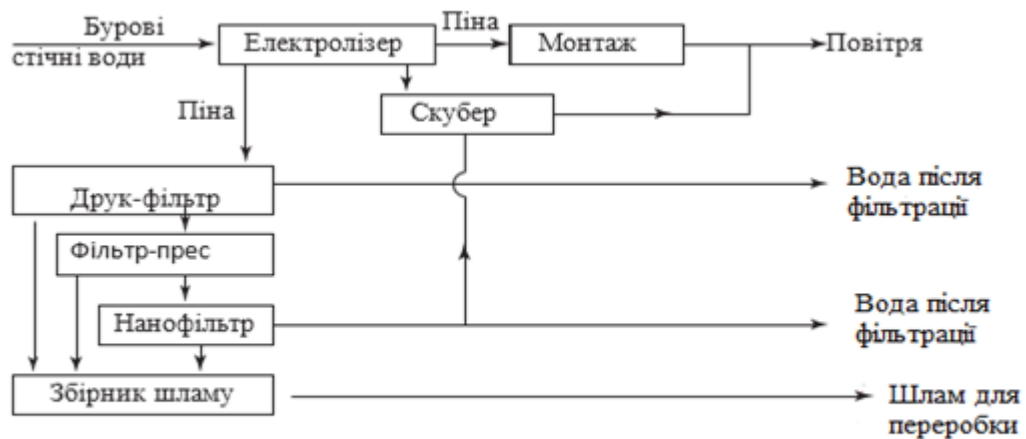 Бурові
стічні води
Електролізер
Піна
Монтаж
Повітря
Піна
Скубер
Друк-фільтр
Вода після
фільтрації
Фільтр-прес
Нанофільтр
Вода після
фільтрації
Збірник шламу
Шлам для
переробки